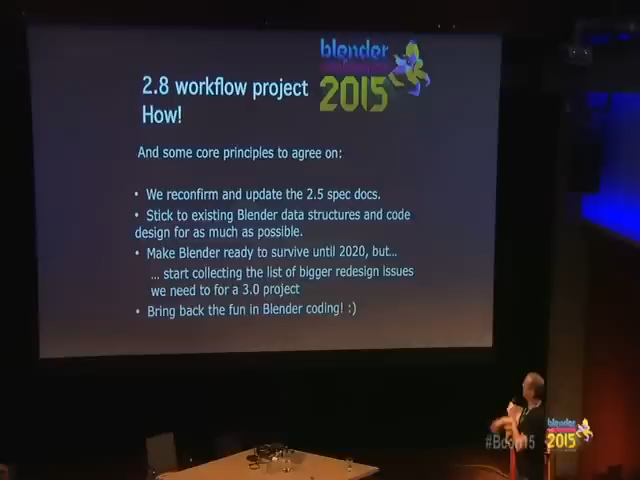 blender
2015
2.8 workflow project
How!
And some core principles to agree on:
• We reconfirm and update the 2.5 spec docs.
• Stick to existing Blender data structures and code
design for as much as possible.
• Make Blender ready to survive until 2020, but...
... start collecting the list of bigger redesign issues
we need to for a 3.0 project
• Bring back the fun in Blender coding! :)
blender
2015